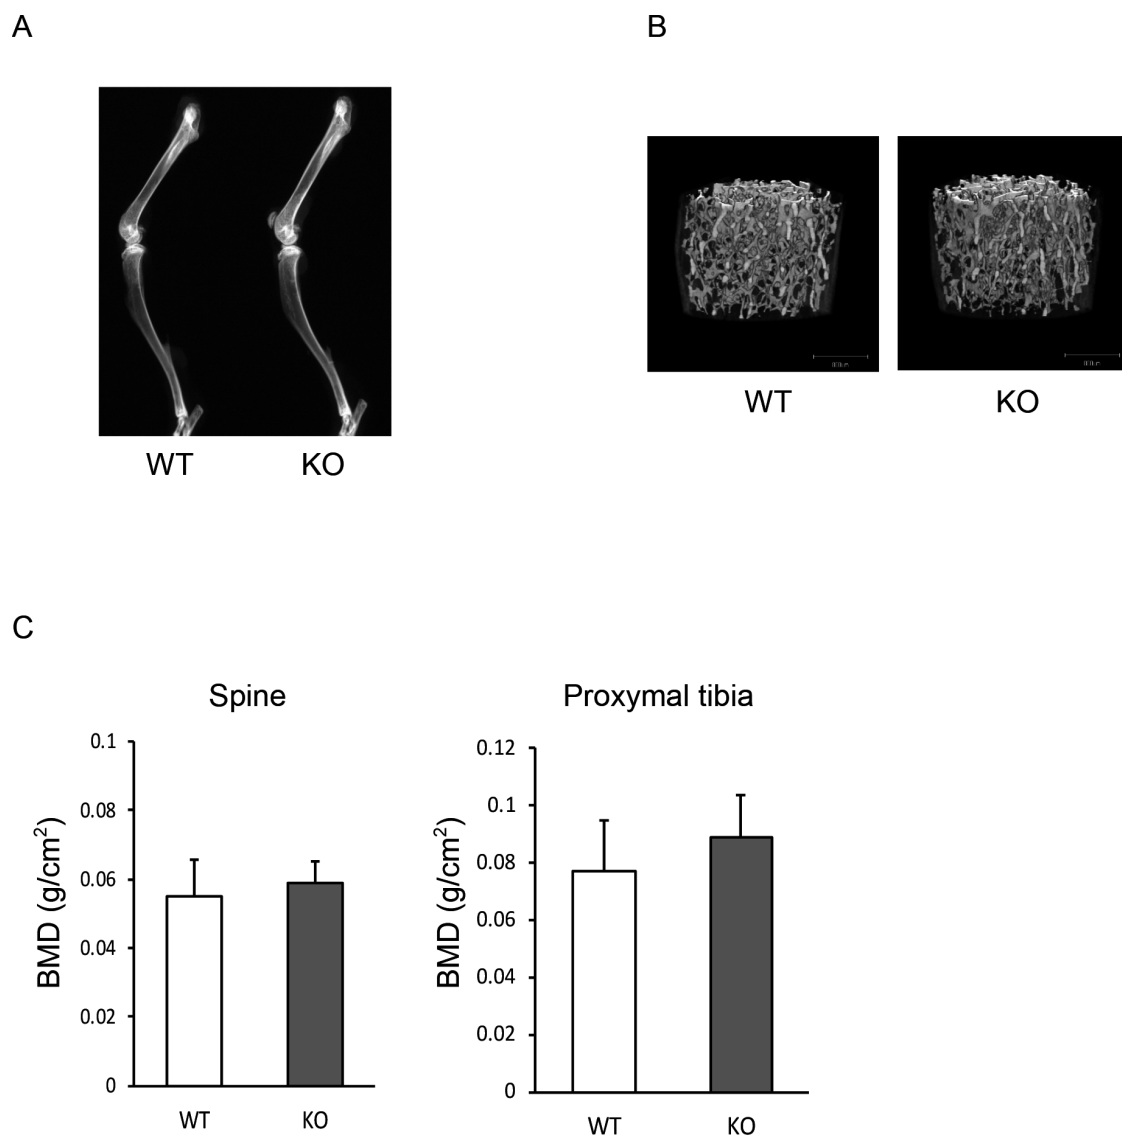 A
B
WT
KO
WT
KO
C
Spine
Proxymal tibia
0.1
0.08
0.06
0.04
0.02
0
BMD (g/cm²)
WT
KO
0.12
0.1
0.08
0.06
0.04
0.02
0
BMD (g/cm²)
WT
KO